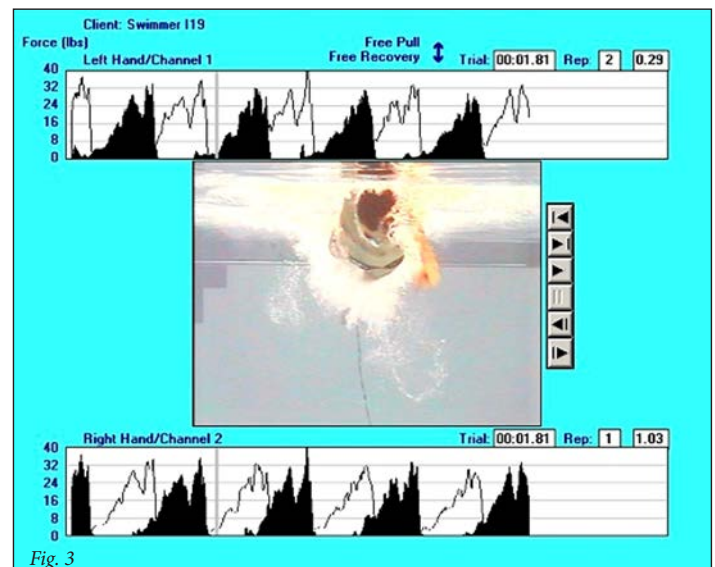 Client: Swimmer I19
Force (lbs)
Free Pull
Free Recovery
Left Hand/Channel 1
Trial: 00:01.81 Rep: 2 0.29
40
32
24
16
8
0
Right Hand/Channel 2
Trial: 00:01.81 Rep: 1 1.03
40
32
24
16
8
0
Fig. 3